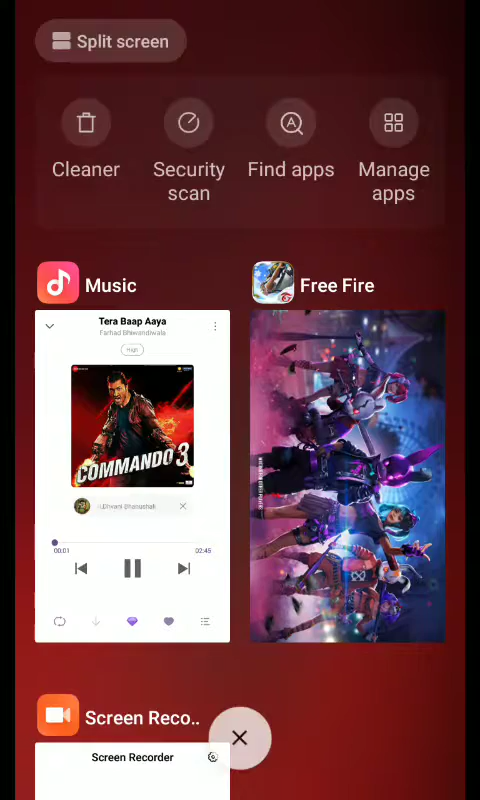 Split screen
Cleaner
Security scan
Find apps
Manage apps
Music
Free Fire
Tera Baap Aaya
Farhad Bhiwandiwala
High
COMMANDO 3
00:01
02:45
Screen Reco..
Screen Recorder